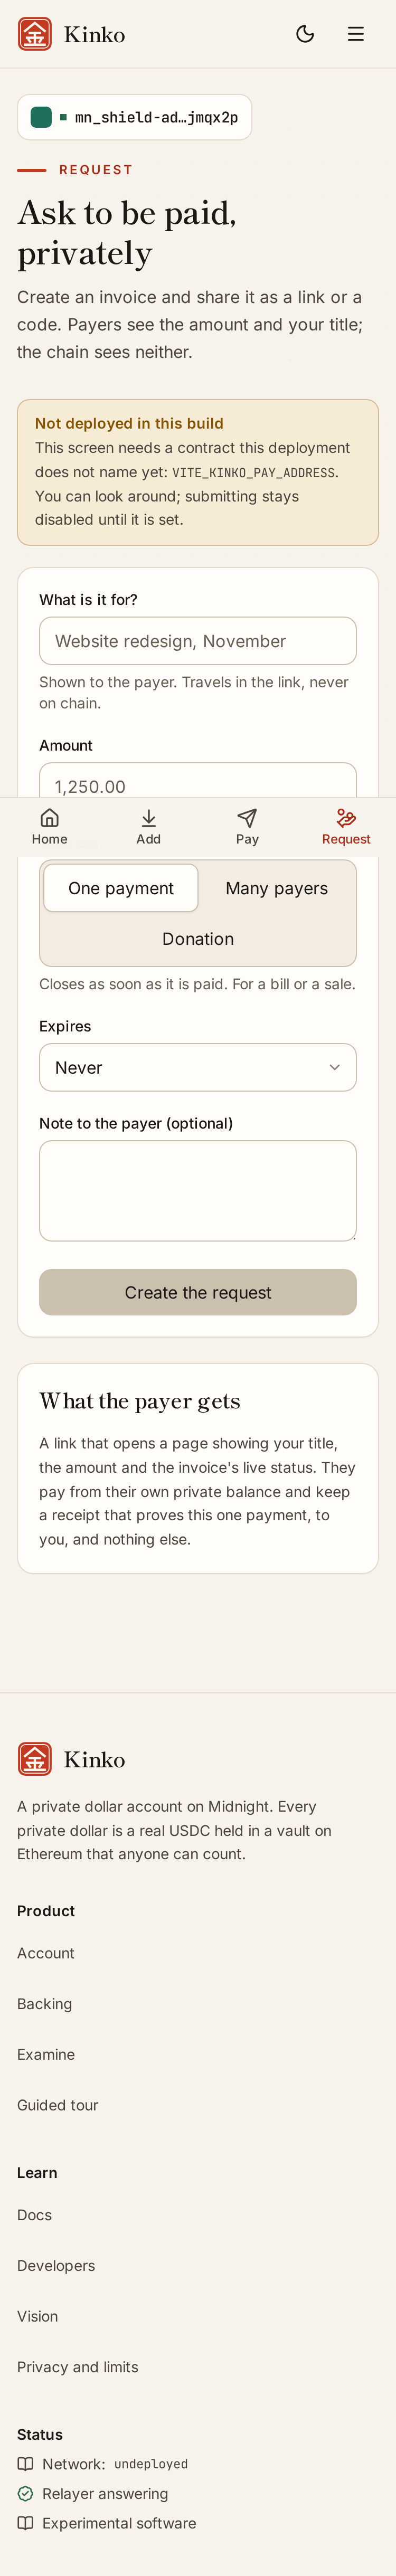 金 Kinko
mn_shield-ad…jmqx2p
REQUEST
Ask to be paid,
privately
Create an invoice and share it as a link or a
code. Payers see the amount and your title;
the chain sees neither.
Not deployed in this build
This screen needs a contract this deployment
does not name yet: VITE_KINKO_PAY_ADDRESS.
You can look around; submitting stays
disabled until it is set.
What is it for?
Website redesign, November
Shown to the payer. Travels in the link, never
on chain.
Amount
1,250.00
Home Add Pay Request
One payment Many payers
Donation
Closes as soon as it is paid. For a bill or a sale.
Expires
Never
Note to the payer (optional)
Create the request
What the payer gets
A link that opens a page showing your title,
the amount and the invoice's live status. They
pay from their own private balance and keep
a receipt that proves this one payment, to
you, and nothing else.
金 Kinko
A private dollar account on Midnight. Every
private dollar is a real USDC held in a vault on
Ethereum that anyone can count.
Product
Account
Backing
Examine
Guided tour
Learn
Docs
Developers
Vision
Privacy and limits
Status
Network: undeployed
Relayer answering
Experimental software